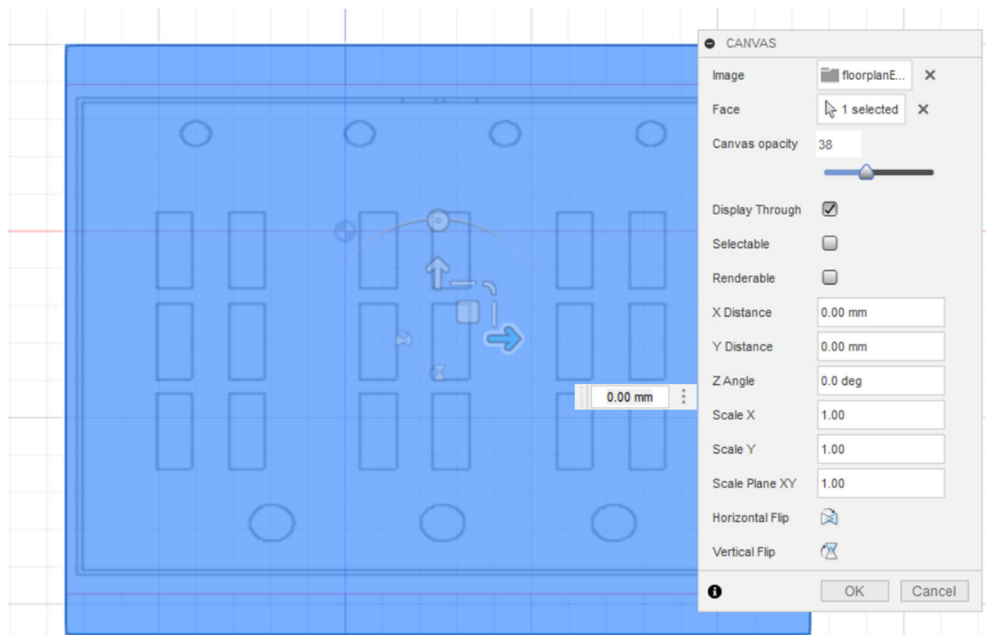 CANVAS
Image floorplanE...
Face 1 selected
Canvas opacity 38
Display Through
Selectable
Renderable
X Distance 0.00 mm
Y Distance 0.00 mm
Z Angle 0.0 deg
0.00 mm
Scale X 1.00
Scale Y 1.00
Scale Plane XY 1.00
Horizontal Flip
Vertical Flip
OK Cancel